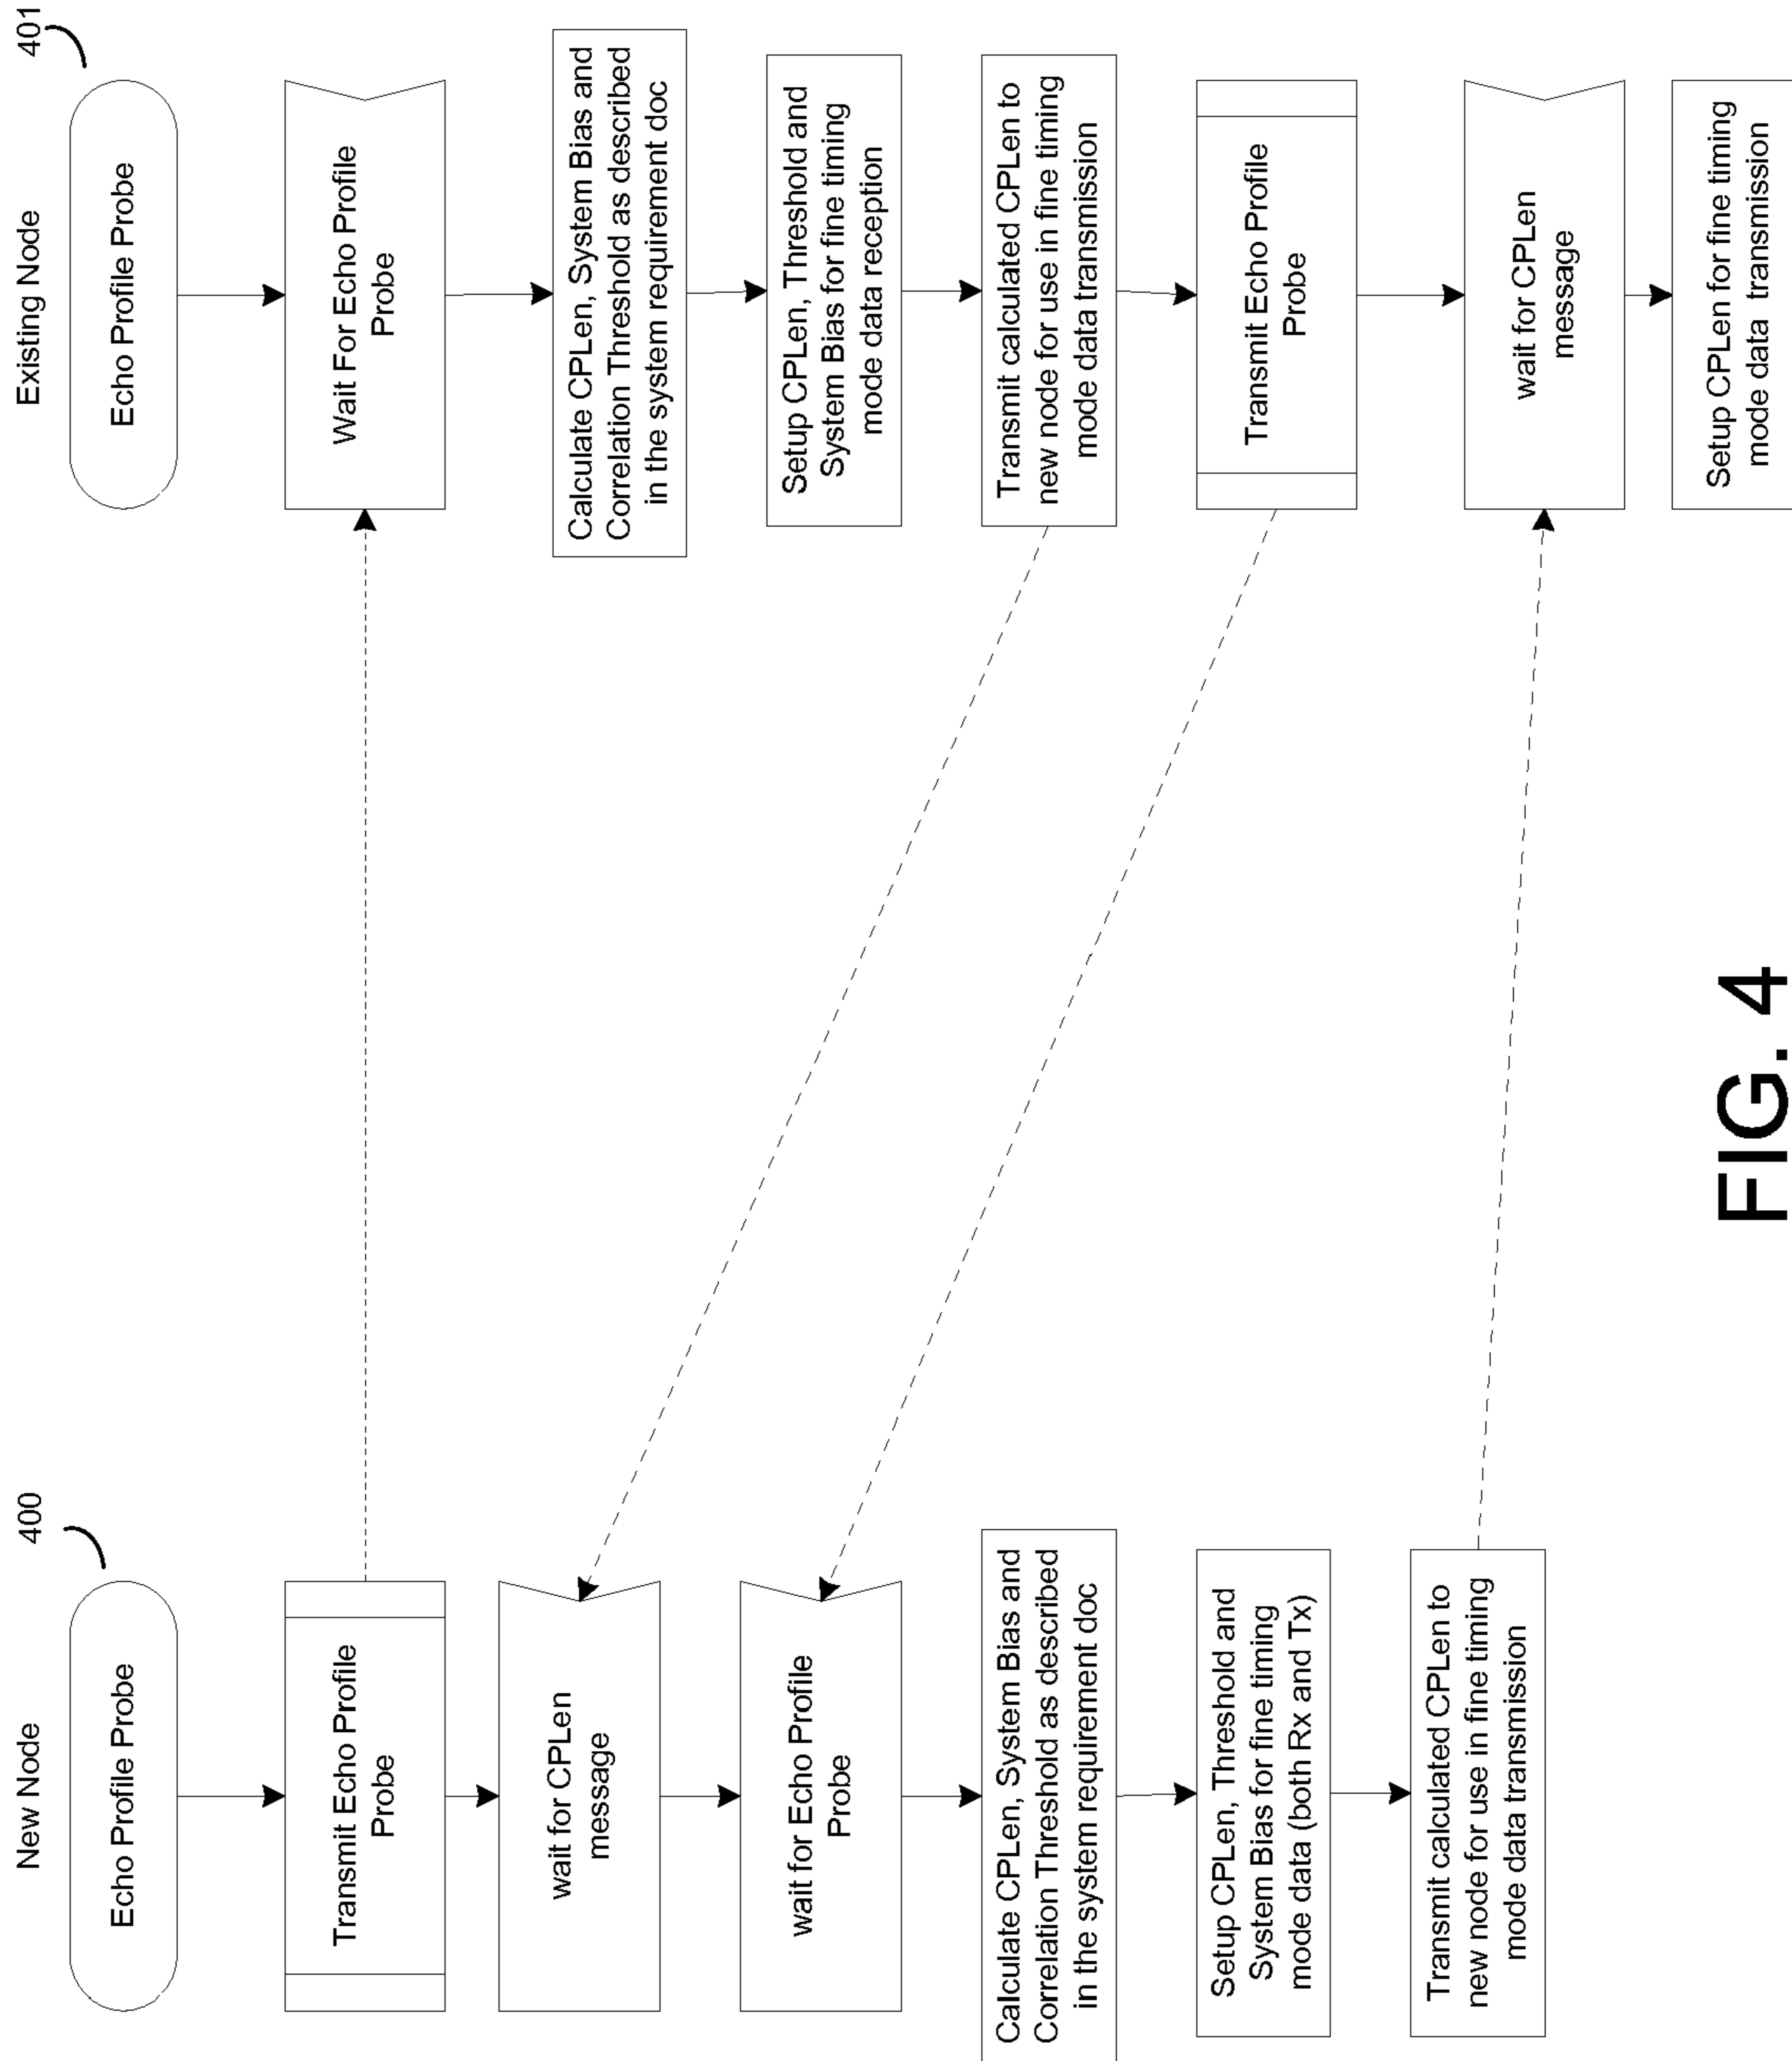 New Node
400
Echo Profile Probe
Transmit Echo Profile
Probe
wait for CPLen
message
wait for Echo Profile
Probe
Calculate CPLen, System Bias and
Correlation Threshold as described
in the system requirement doc
Setup CPLen, Threshold and
System Bias for fine timing
mode data (both Rx and Tx)
Transmit calculated CPLen to
new node for use in fine timing
mode data transmission
Existing Node
401
Echo Profile Probe
Wait For Echo Profile
Probe
Calculate CPLen, System Bias and
Correlation Threshold as described
in the system requirement doc
Setup CPLen, Threshold and
System Bias for fine timing
mode data reception
Transmit calculated CPLen to
new node for use in fine timing
mode data transmission
Transmit Echo Profile
Probe
wait for CPLen
message
Setup CPLen for fine timing
mode data transmission
FIG. 4